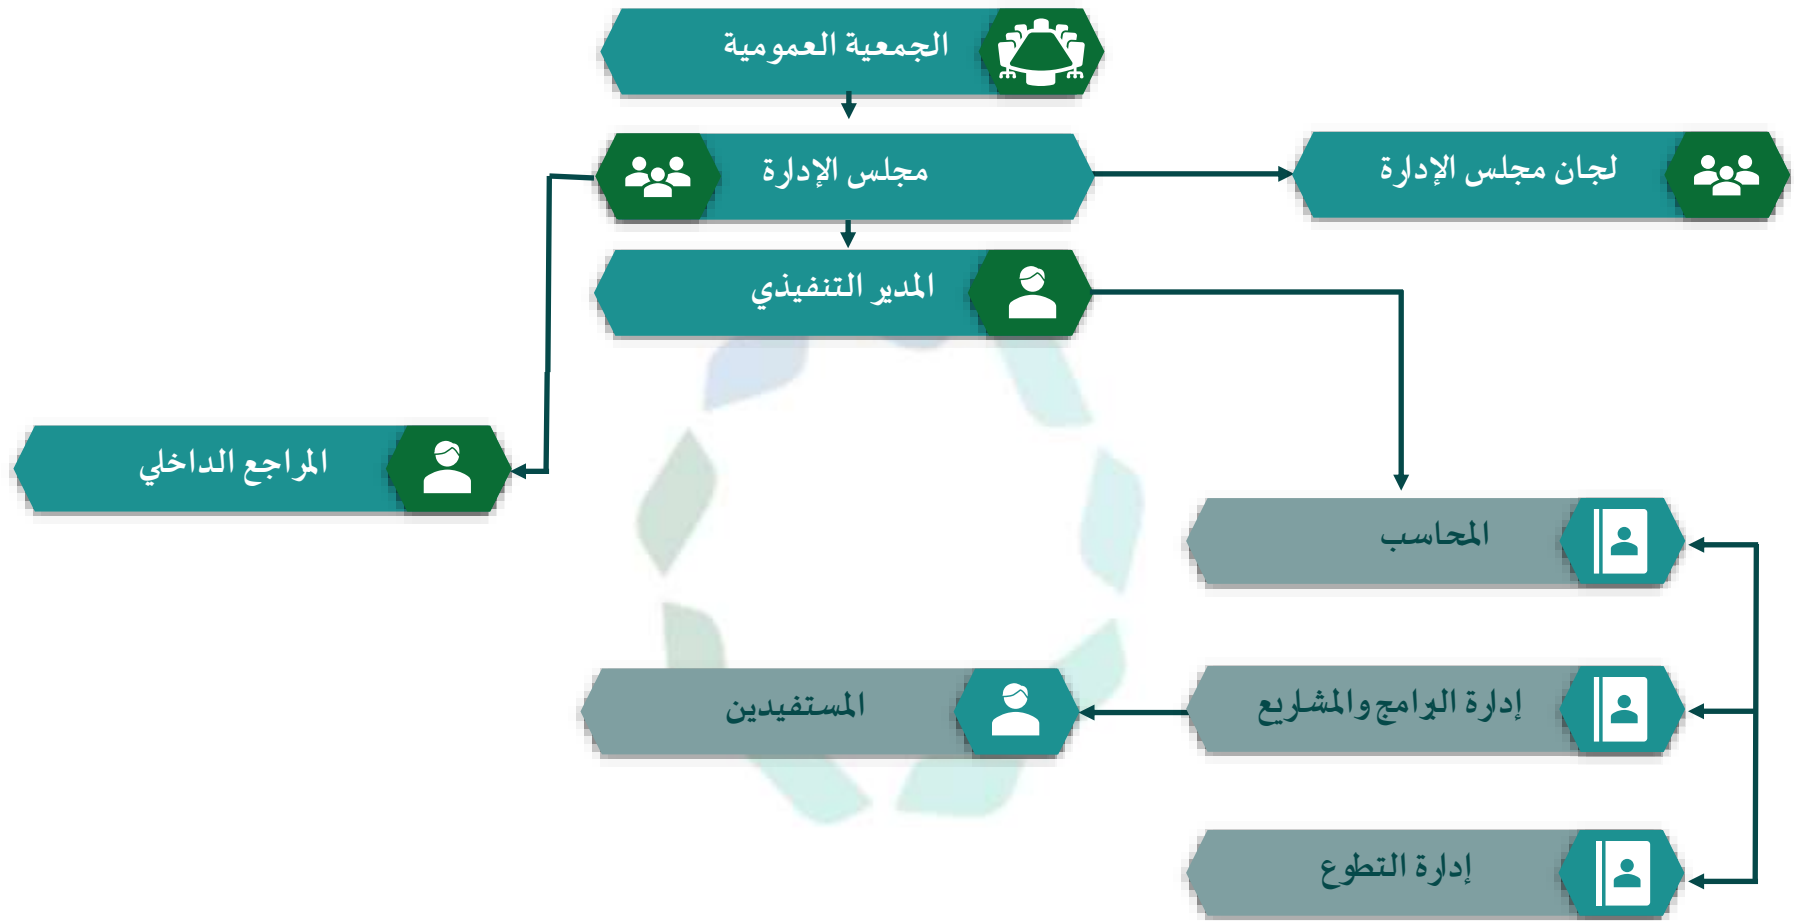 الجمعية العمومية
لجان مجلس الإدارة
مجلس الإدارة
المدير التنفيذي
المراجع الداخلي
المحاسب
إدارة البرامج والمشاريع
المستفيدين
إدارة التطوع